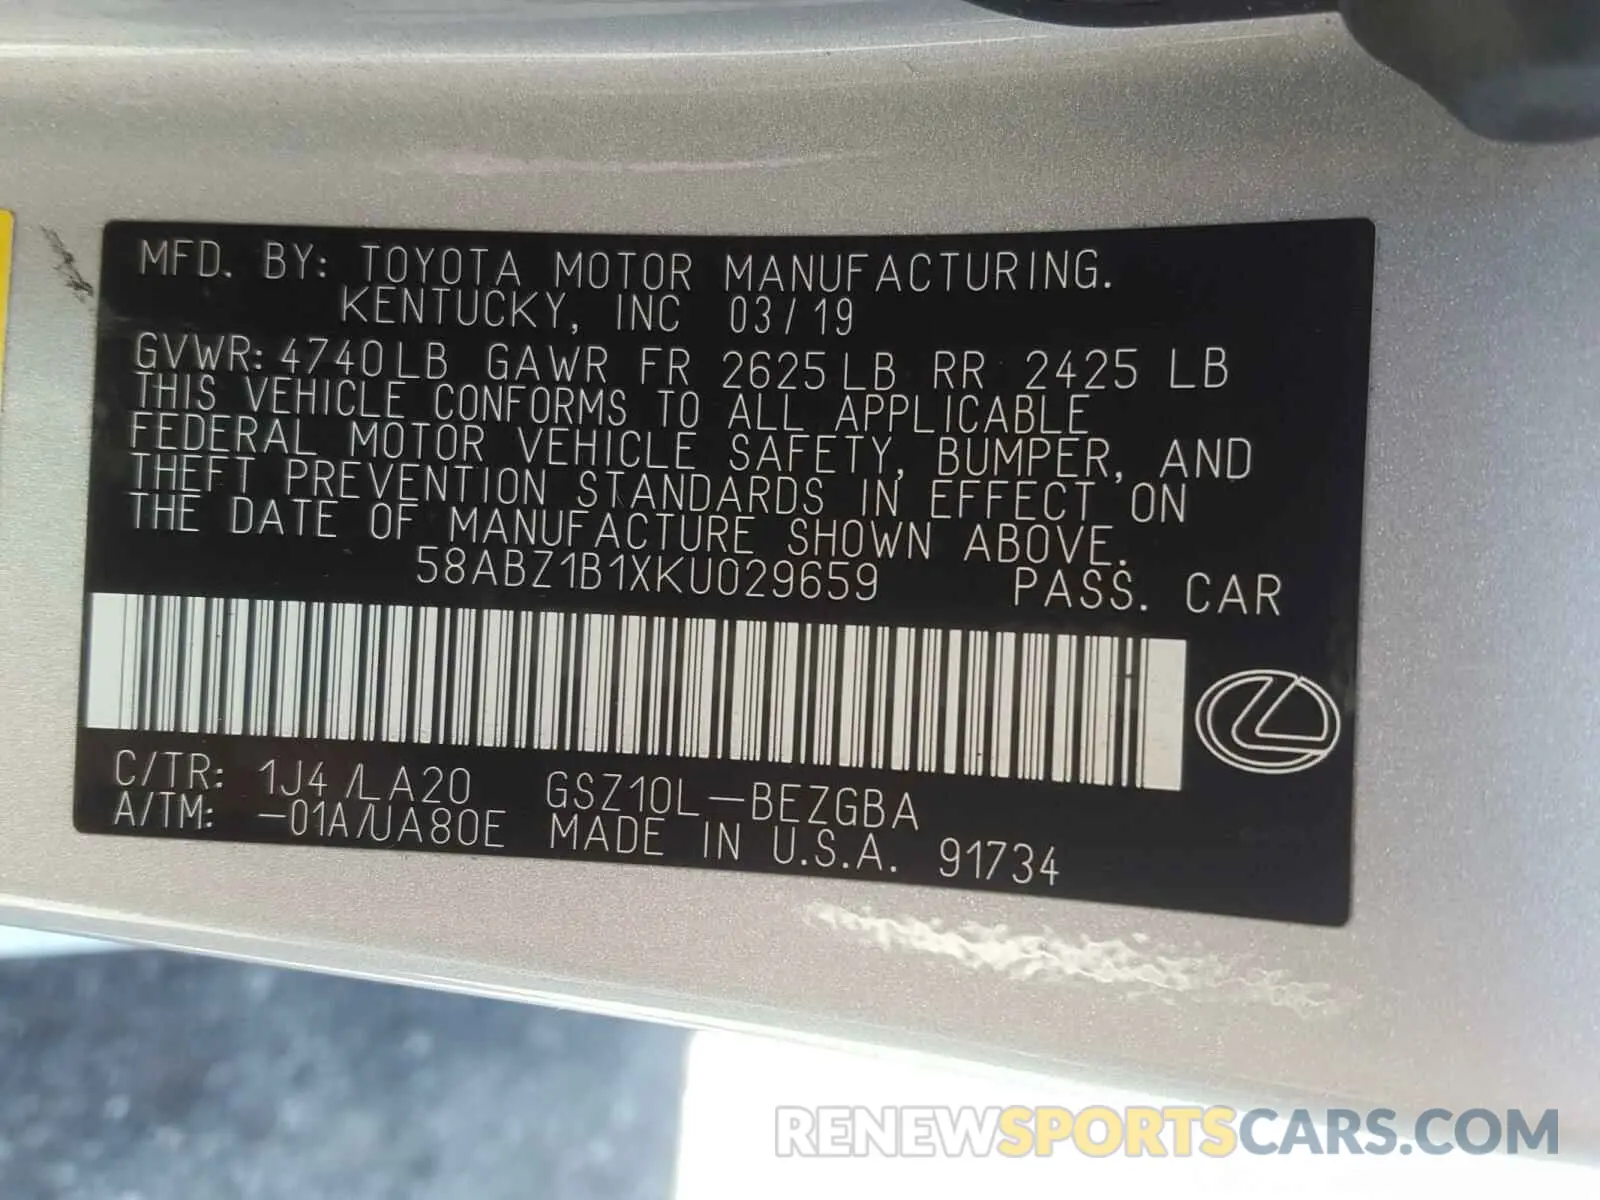 MFD. BY: TOYOTA MOTOR MANUFACTURING.
KENTUCKY, INC 03/19
GVWR: 4740LB GAWR FR 2625LB RR 2425 LB
THIS VEHICLE CONFORMS TO ALL APPLICABLE
FEDERAL MOTOR VEHICLE SAFETY, BUMPER, AND
THEFT PREVENTION STANDARDS IN EFFECT ON
THE DATE OF MANUFACTURE SHOWN ABOVE.
58ABZ1B1XKU029659 PASS. CAR
C/TR: 1J4 /LA20 GSZ10L-BEZGBA
A/TM: -01A/UA80E MADE IN U.S.A. 91734
RENEWSPORTSCARS.COM